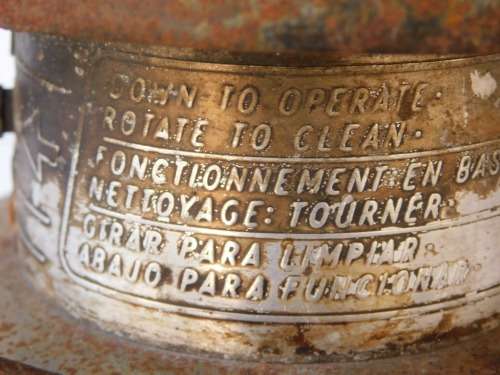 DOWN TO OPERATE·
ROTATE TO CLEAN·
FONCTIONNEMENT EN BAS
NETTOYAGE: TOURNER·
GIRAR PARA LIMPIAR·
ABAJO PARA FUNCIONAR·